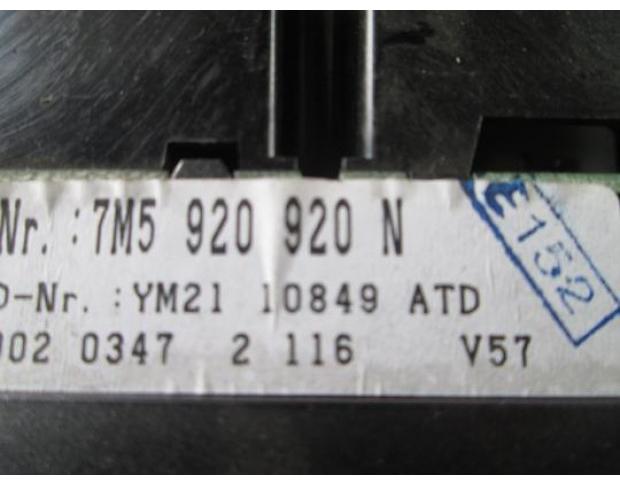 Nr. : 7M5 920 920 N
D-Nr. : YM21 10849 ATD
002 0347 2 116 V57
E152